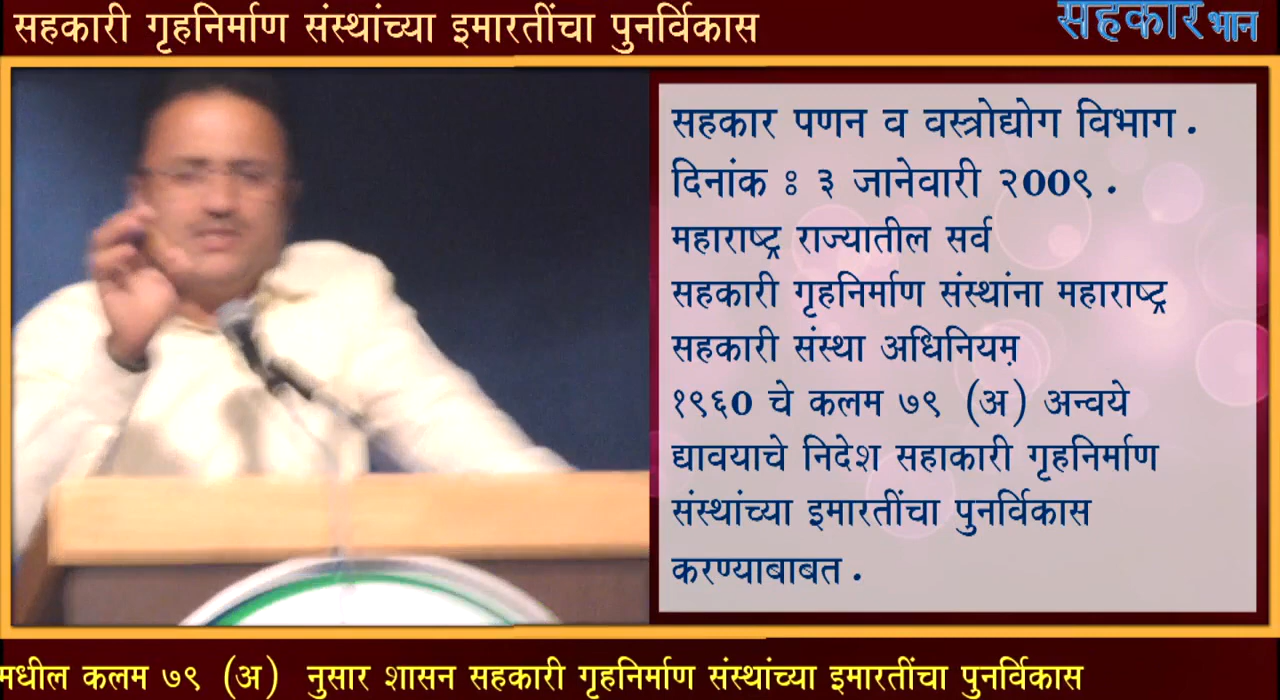 सहकारी गृहनिर्माण संस्थांच्या इमारतींचा पुनर्विकास
सहकार भान
सहकार पणन व वस्त्रोद्योग विभाग .
दिनांक : ३ जानेवारी २00९ .
महाराष्ट्र राज्यातील सर्व
सहकारी गृहनिर्माण संस्थांना महाराष्ट्र
सहकारी संस्था अधिनियम़
१९६0 चे कलम ७९ (अ) अन्वये
द्यावयाचे निदेश सहाकारी गृहनिर्माण
संस्थांच्या इमारतींचा पुनर्विकास
करण्याबाबत .
मधील कलम ७९ (अ) नुसार शासन सहकारी गृहनिर्माण संस्थांच्या इमारतींचा पुनर्विकास